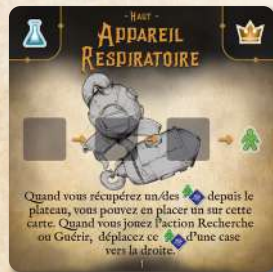 - HAUT -
APPAREIL
RESPIRATOIRE
Quand vous récupérez un/des depuis le
plateau, vous pouvez en placer un sur cette
carte. Quand vous jouez l'action Recherche
ou Guérir, déplacez ce d'une case
vers la droite.